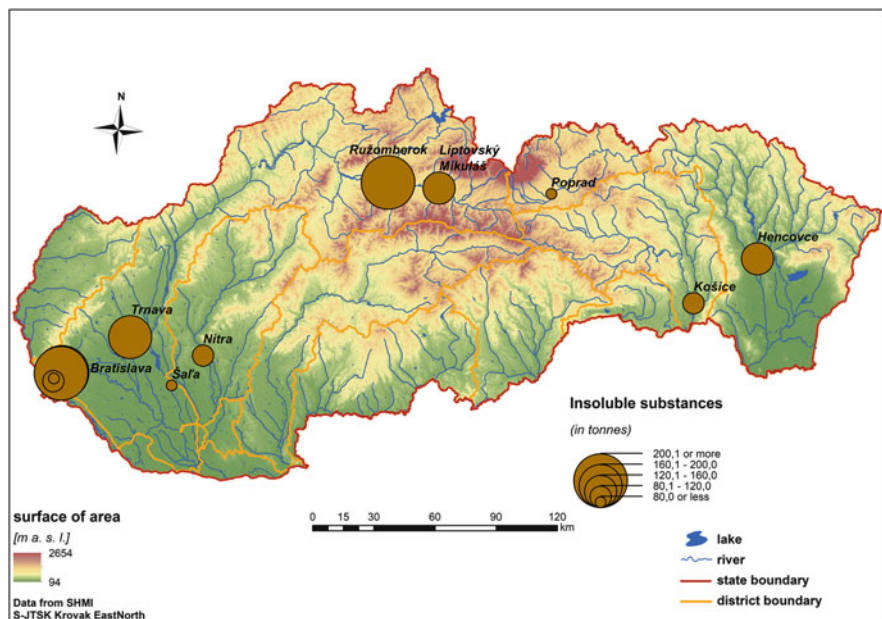 N
Ružomberok
Liptovský
Mikuláš
Poprad
Hencovce
Košice
Trnava
Nitra
Bratislava
Šaľa
Insoluble substances
(in tonnes)
200,1 or more
160,1 - 200,0
120,1 - 160,0
80,1 - 120,0
80,0 or less
surface of area
[m a. s. l.]
2654
94
Data from SHMI
S-JTSK Krovak EastNorth
0 15 30 60 90 120
km
lake
river
state boundary
district boundary